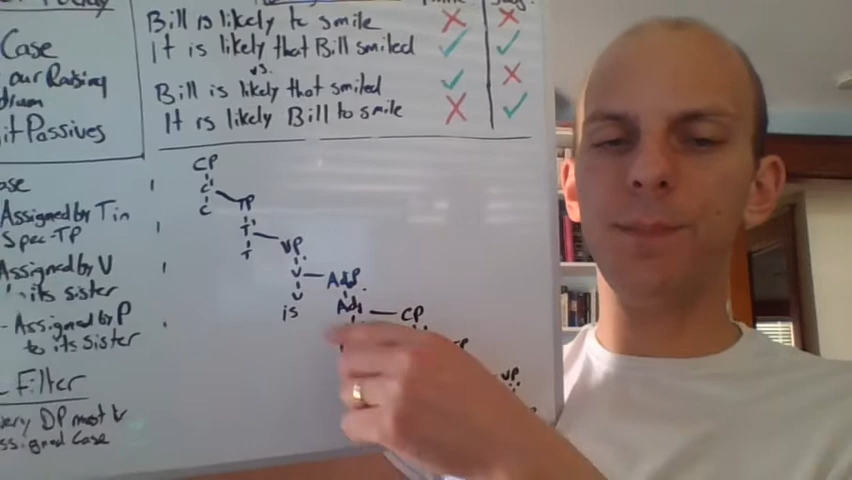 Case
our Raising
it Passives
Bill is likely to smile
It is likely that Bill smiled
vs.
Bill is likely that smiled
It is likely Bill to smile
Assigned by T in
Spec-TP
Assigned by V
its sister
- Assigned by P
to its sister
Filter
DP must
Case
CP
C'
C
TP
T'
T
VP
V'
V
is
AdjP
Adj'
CP
VP